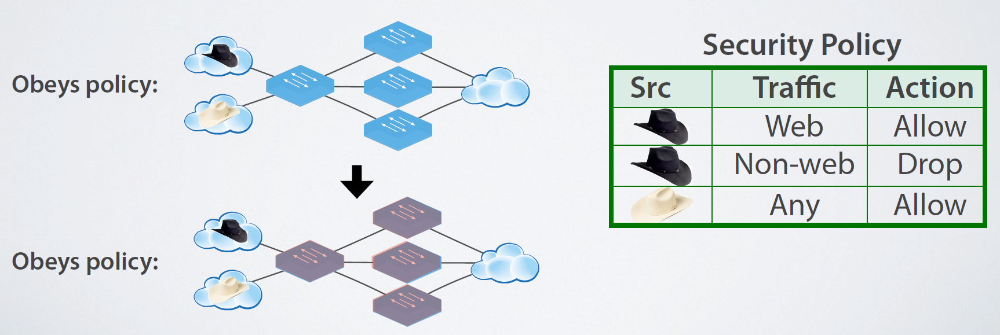 Obeys policy:
Obeys policy:
Security Policy
Src Traffic Action
Web Allow
Non-web Drop
Any Allow